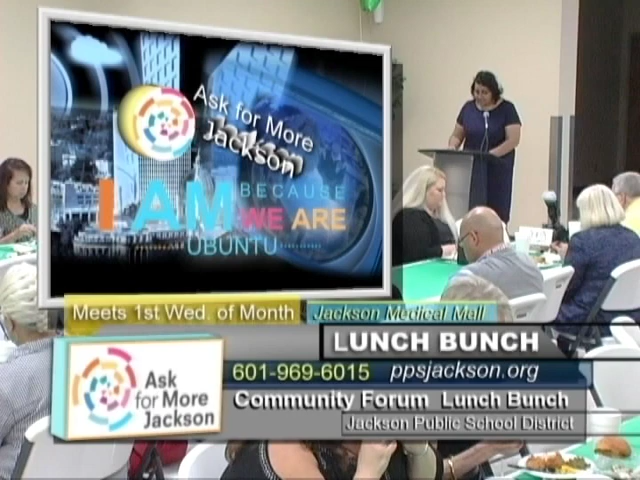 Ask for More
Jackson
I AM BECAUSE
WE ARE
UBUNTU
Meets 1st Wed. of Month
Jackson Medical Mall
LUNCH BUNCH
601-969-6015 ppsjackson.org
Ask
for More
Jackson
Community Forum Lunch Bunch
Jackson Public School District